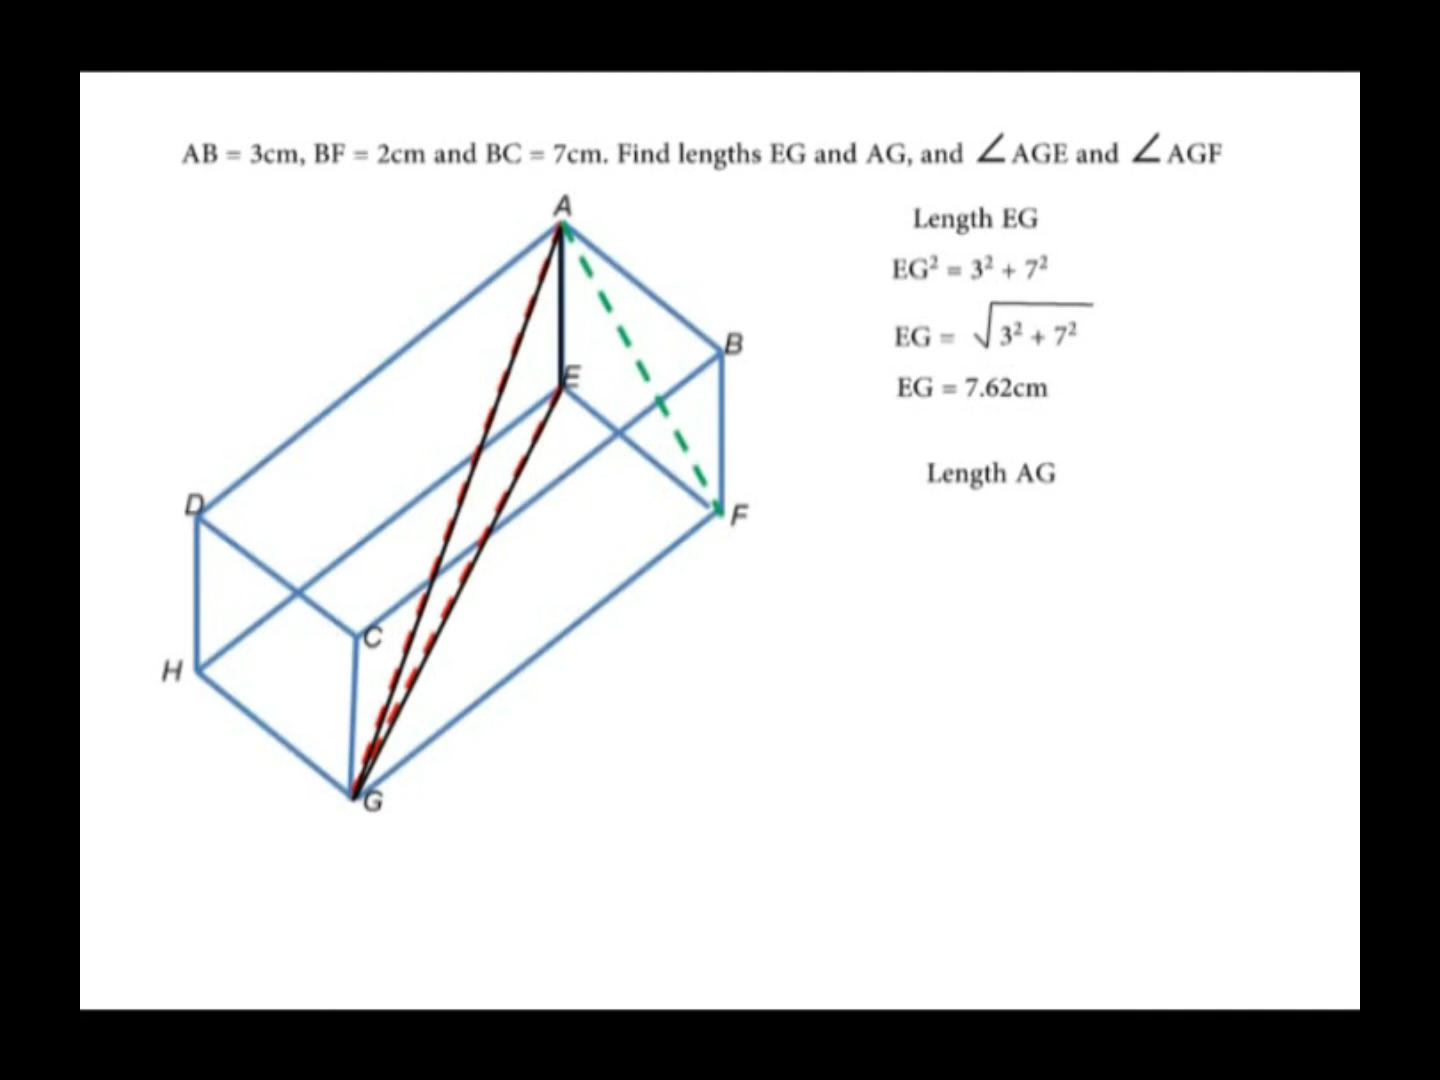 AB = 3cm, BF = 2cm and BC = 7cm. Find lengths EG and AG, and ∠AGE and ∠AGF
A
Length EG
EG² = 3² + 7²
EG = √3² + 7²
B
E
EG = 7.62cm
Length AG
D
F
C
H
G